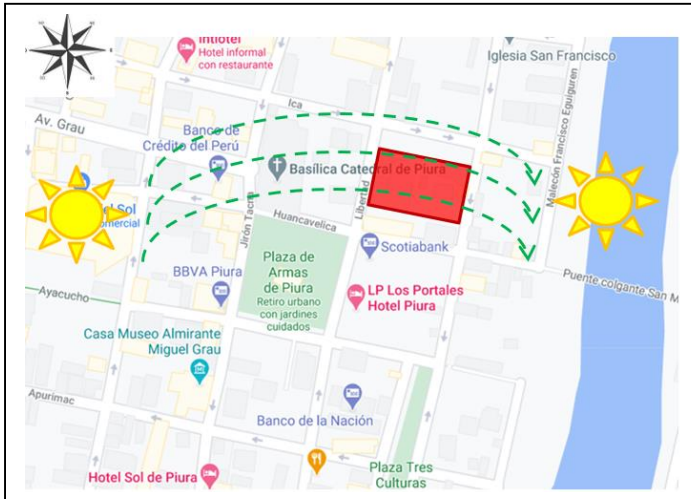 Intiotel
Hotel informal
con restaurante
Iglesia San Francisco
Ica
Av. Grau
Banco de
Crédito del Perú
Basílica Catedral de Piura
Malecón Francisco Eguiguren
Libertad
el Sol
omercial
Jirón Tacna
Huancavelica
Scotiabank
Plaza de
Armas
de Piura
Retiro urbano
con jardines
cuidados
BBVA Piura
LP Los Portales
Hotel Piura
Puente colgante San M
Ayacucho
Casa Museo Almirante
Miguel Grau
Apurimac
Banco de la Nación
Hotel Sol de Piura
Plaza Tres
Culturas